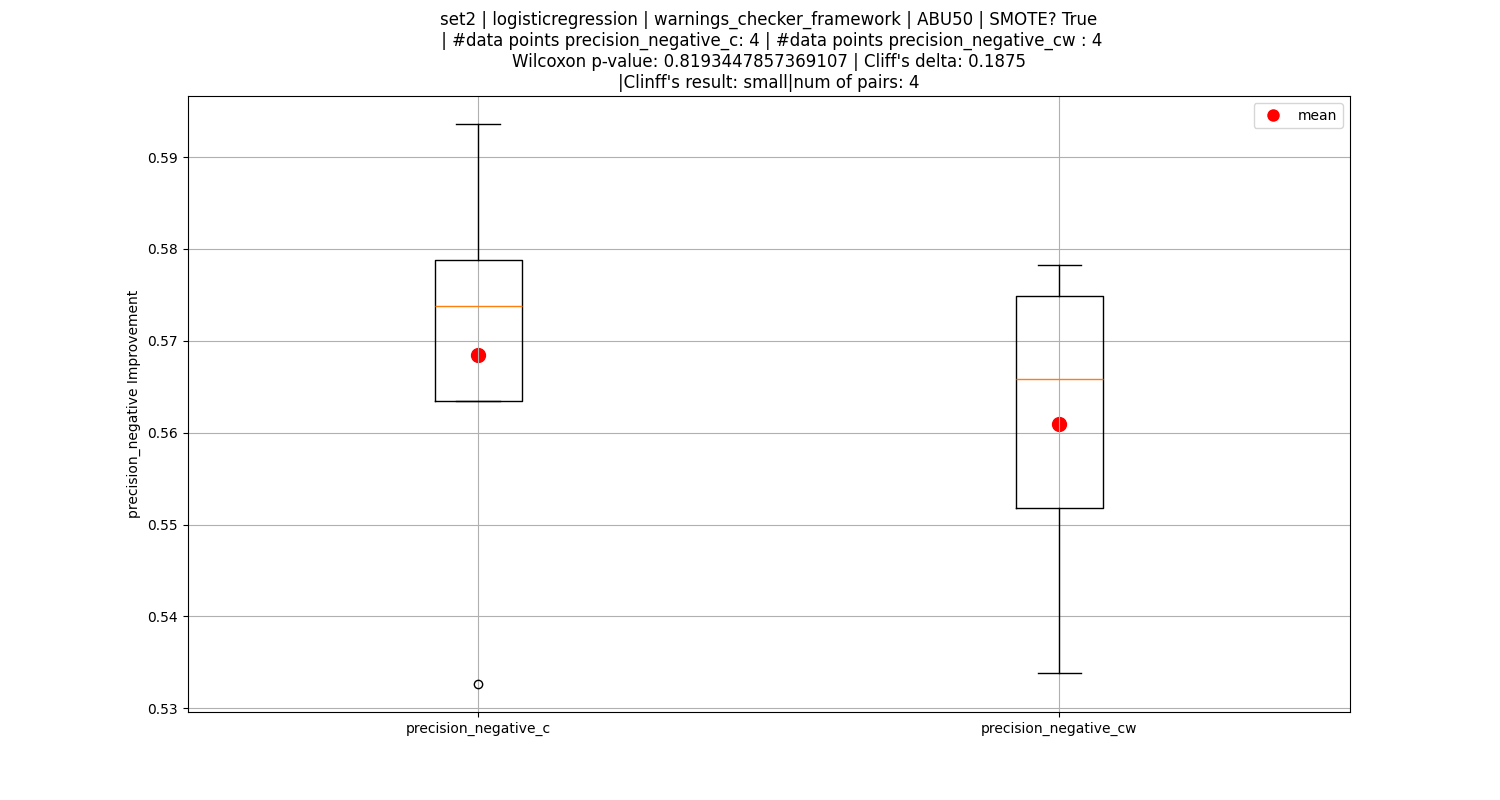 set2 | logisticregression | warnings_checker_framework | ABU50 | SMOTE? True
| #data points precision_negative_c: 4 | #data points precision_negative_cw : 4
Wilcoxon p-value: 0.8193447857369107 | Cliff's delta: 0.1875
|Clinff's result: small|num of pairs: 4
mean
0.59
0.58
0.57
0.56
0.55
0.54
0.53
precision_negative Improvement
precision_negative_c
precision_negative_cw